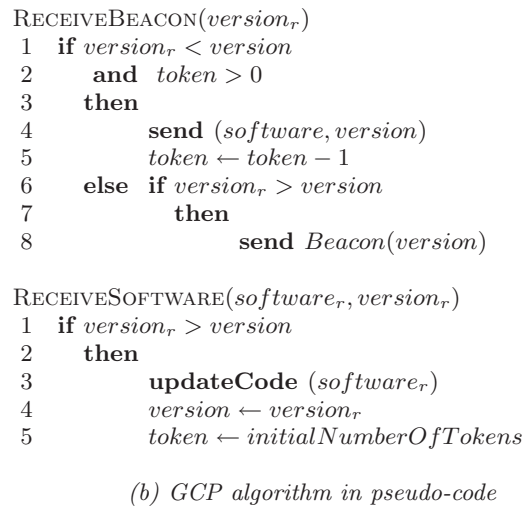 RECEIVEBEACON(version_r)
1 if version_r < version
2 and token > 0
3 then
4 send (software, version)
5 token ← token − 1
6 else if version_r > version
7 then
8 send Beacon(version)
RECEIVESOFTWARE(software_r, version_r)
1 if version_r > version
2 then
3 updateCode (software_r)
4 version ← version_r
5 token ← initialNumberOfTokens
(b) GCP algorithm in pseudo-code